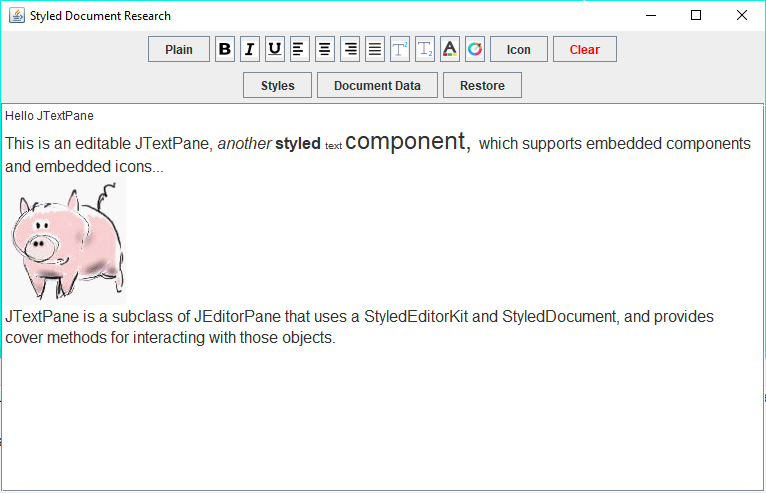 Styled Document Research
Plain B I U T2 T2 A Icon Clear
Styles Document Data Restore
Hello JTextPane
This is an editable JTextPane, another styled text component, which supports embedded components
and embedded icons...
JTextPane is a subclass of JEditorPane that uses a StyledEditorKit and StyledDocument, and provides
cover methods for interacting with those objects.